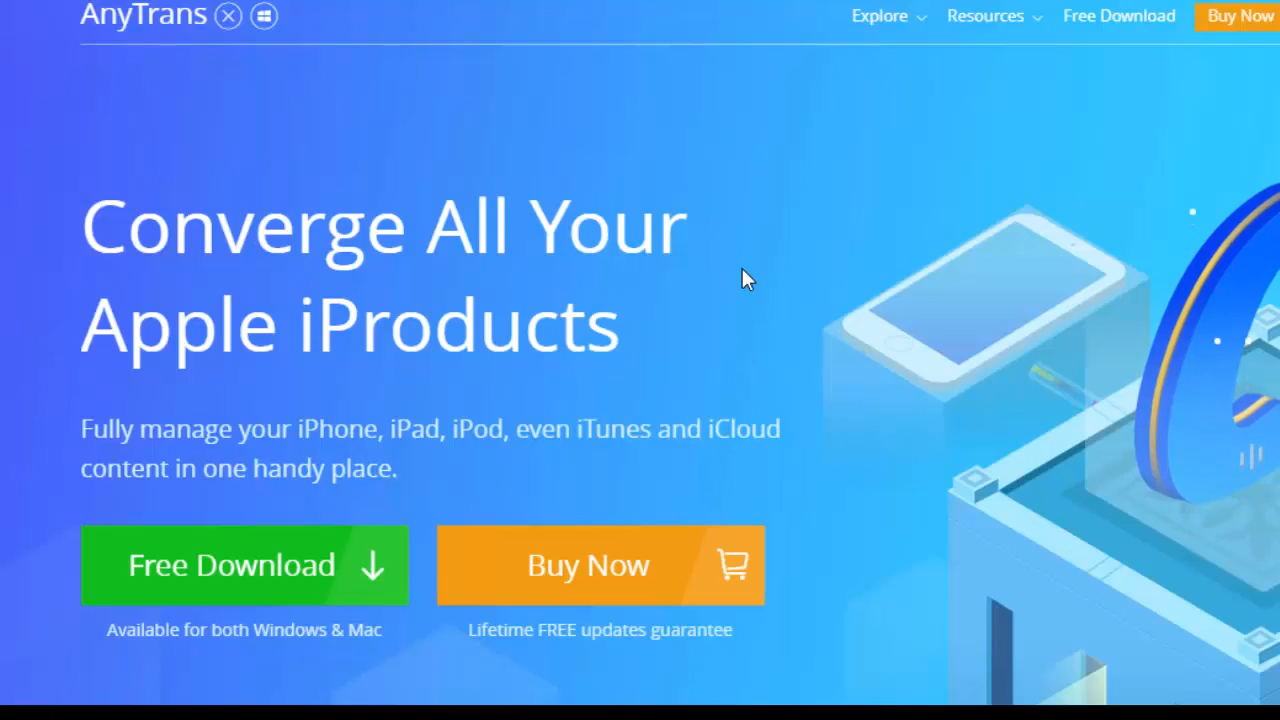 AnyTrans
Explore Resources Free Download Buy Now
Converge All Your
Apple iProducts
Fully manage your iPhone, iPad, iPod, even iTunes and iCloud
content in one handy place.
Free Download
Buy Now
Available for both Windows & Mac
Lifetime FREE updates guarantee